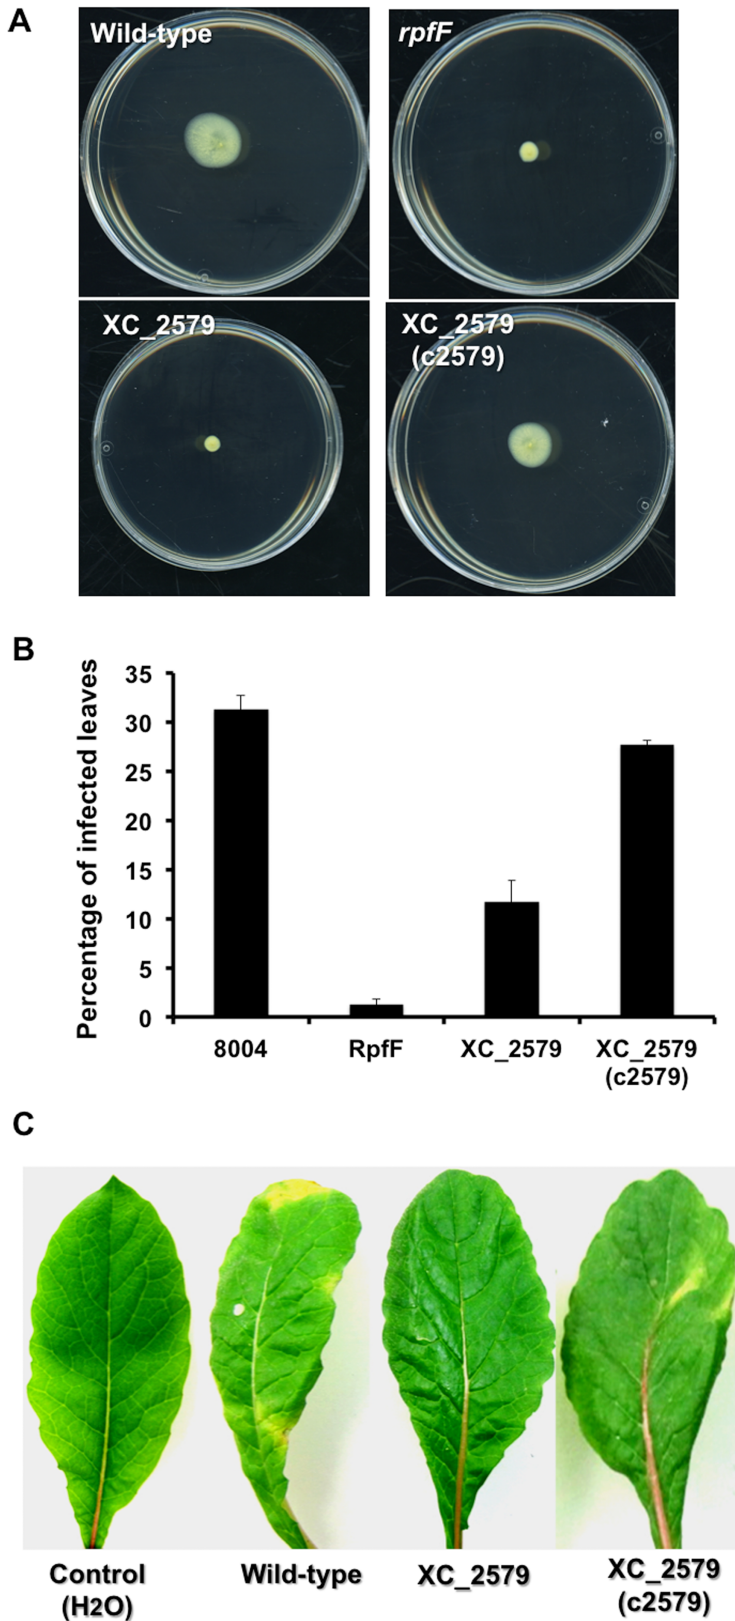 A
Wild-type
rpfF
XC_2579
XC_2579
(c2579)
B
Percentage of infected leaves
35
30
25
20
15
10
5
0
8004
RpfF
XC_2579
XC_2579
(c2579)
C
Control
(H2O)
Wild-type
XC_2579
XC_2579
(c2579)